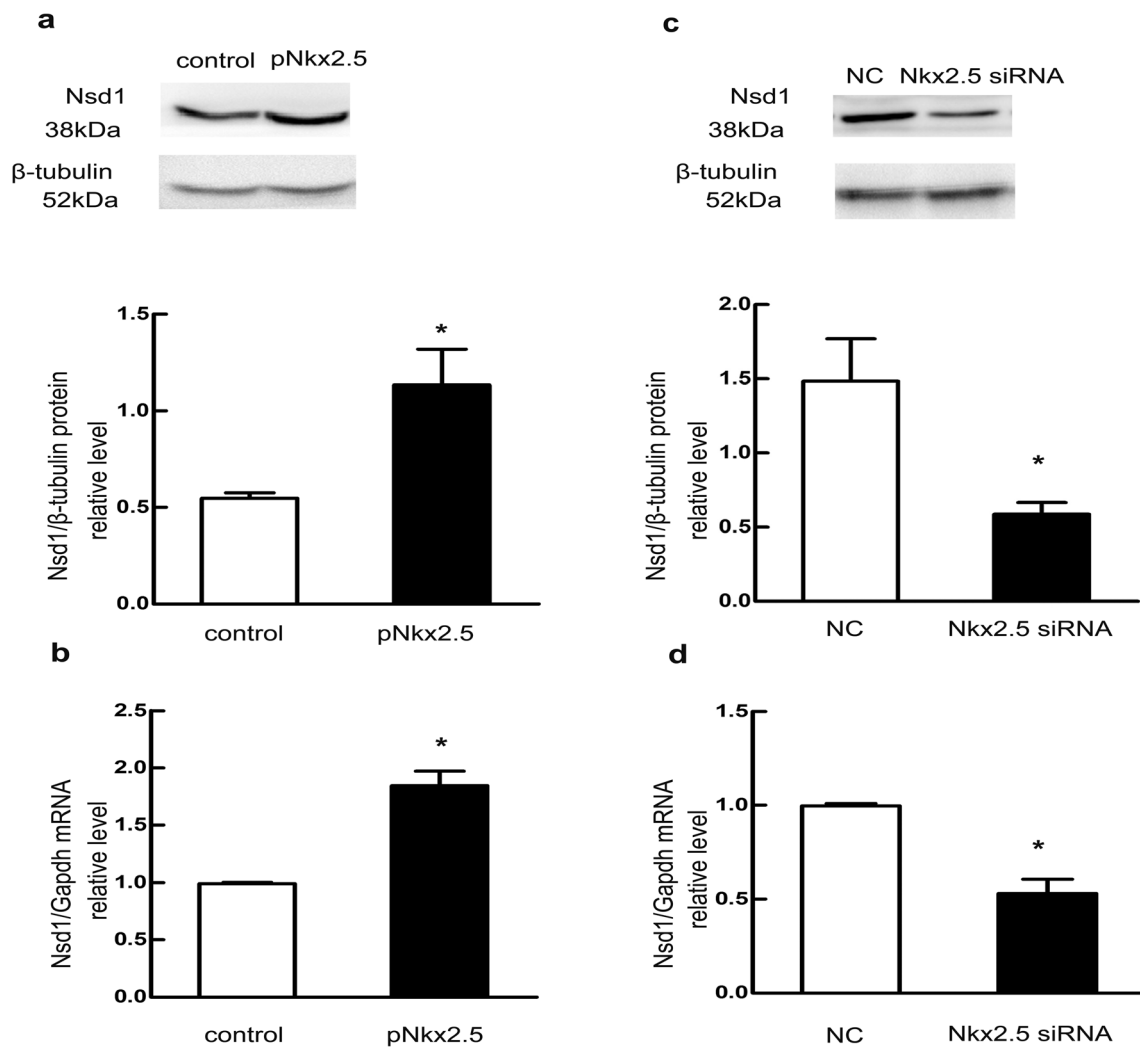 a
control pNkx2.5
Nsd1
38kDa
β-tubulin
52kDa
Nsd1/β-tubulin protein
relative level
1.5
1.0
0.5
0.0
*
control pNkx2.5
b
Nsd1/Gapdh mRNA
relative level
2.5
2.0
1.5
1.0
0.5
0.0
*
control pNkx2.5
c
NC Nkx2.5 siRNA
Nsd1
38kDa
β-tubulin
52kDa
Nsd1/β-tubulin protein
relative level
2.0
1.5
1.0
0.5
0.0
*
NC Nkx2.5 siRNA
d
Nsd1/Gapdh mRNA
relative level
1.5
1.0
0.5
0.0
*
NC Nkx2.5 siRNA